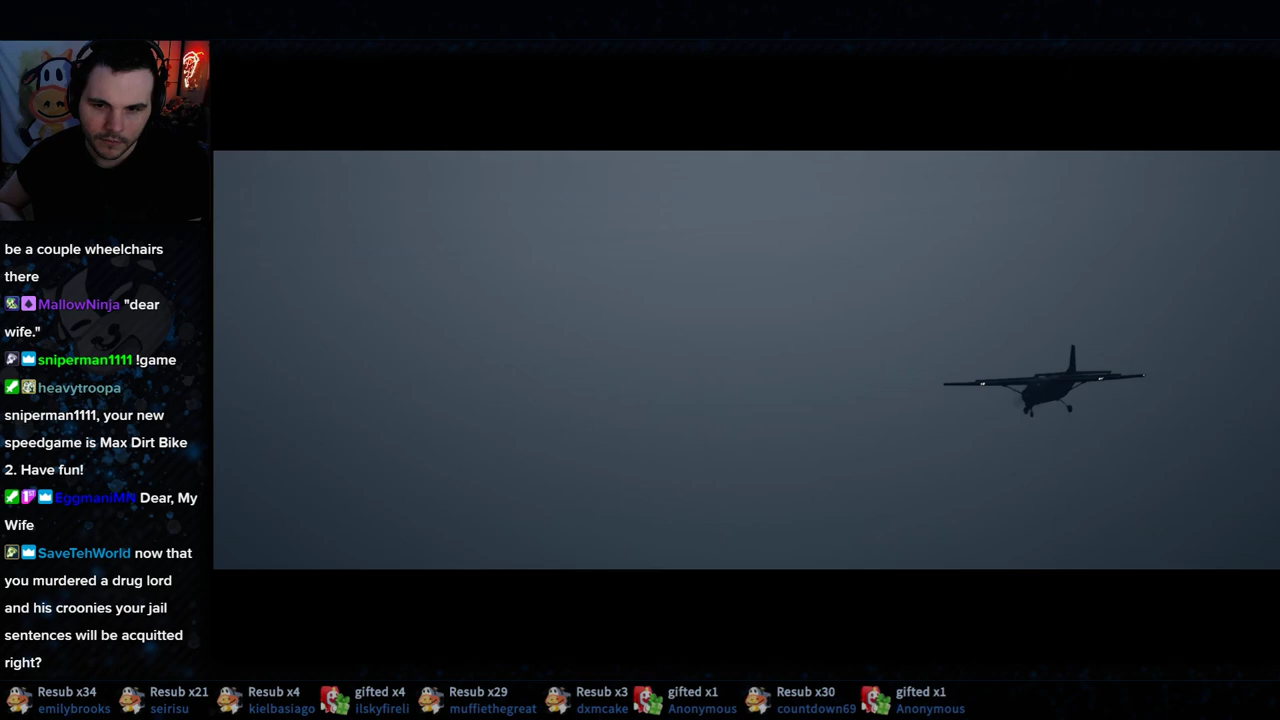 be a couple wheelchairs
there
MallowNinja "dear
wife."
sniperman1111 !game
heavytroopa
sniperman1111, your new
speedgame is Max Dirt Bike
2. Have fun!
EggmaniMN Dear, My
Wife
SaveTehWorld now that
you murdered a drug lord
and his croonies your jail
sentences will be acquitted
right?
Resub x34
emilybrooks
Resub x21
seirisu
Resub x4
kielbasiago
gifted x4
ilskyfireli
Resub x29
muffiethegreat
Resub x3
dxmcake
gifted x1
Anonymous
Resub x30
countdown69
gifted x1
Anonymous